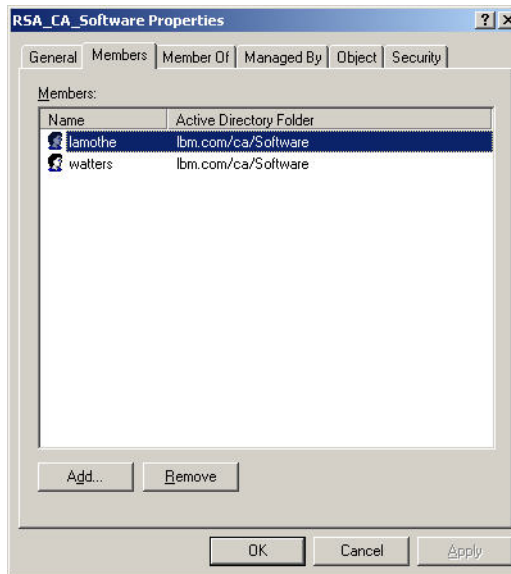 RSA_CA_Software Properties
General Members Member Of Managed By Object Security
Members:
Name Active Directory Folder
lamothe lbm.com/ca/Software
watters lbm.com/ca/Software
Add... Remove
OK Cancel Apply